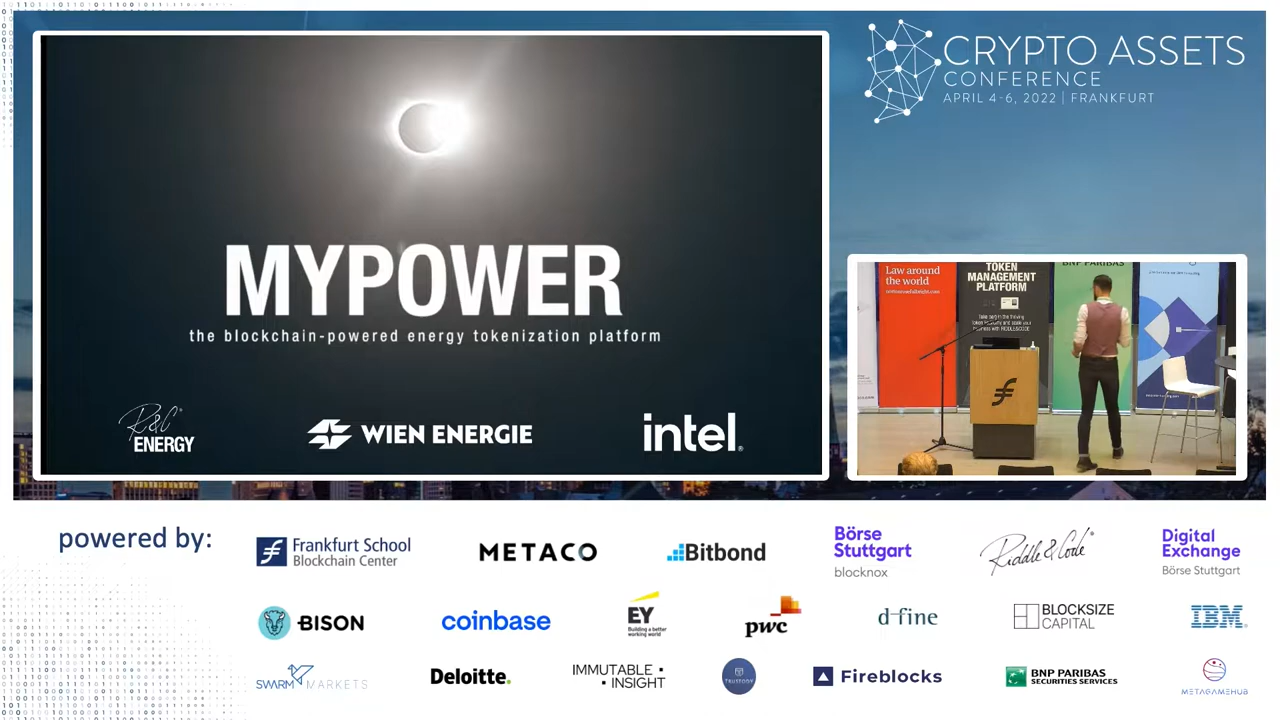 CRYPTO ASSETS
CONFERENCE
APRIL 4-6, 2022 | FRANKFURT
MYPOWER
the blockchain-powered energy tokenization platform
R&C®
ENERGY
WIEN ENERGIE
intel®
Law around
the world
nortonrosefulbright.com
TOKEN
MANAGEMENT
PLATFORM
BNP PARIBAS
powered by:
Frankfurt School
Blockchain Center
METACO
Bitbond
Börse
Stuttgart
blocknox
Riddle&Code®
Digital
Exchange
Börse Stuttgart
BISON
coinbase
EY
Building a better
working world
pwc
d-fine
BLOCKSIZE
CAPITAL
IBM®
SWARM MARKETS
Deloitte.
IMMUTABLE
INSIGHT
TRUSTODY
Fireblocks
BNP PARIBAS
SECURITIES SERVICES
METAGAMEHUB